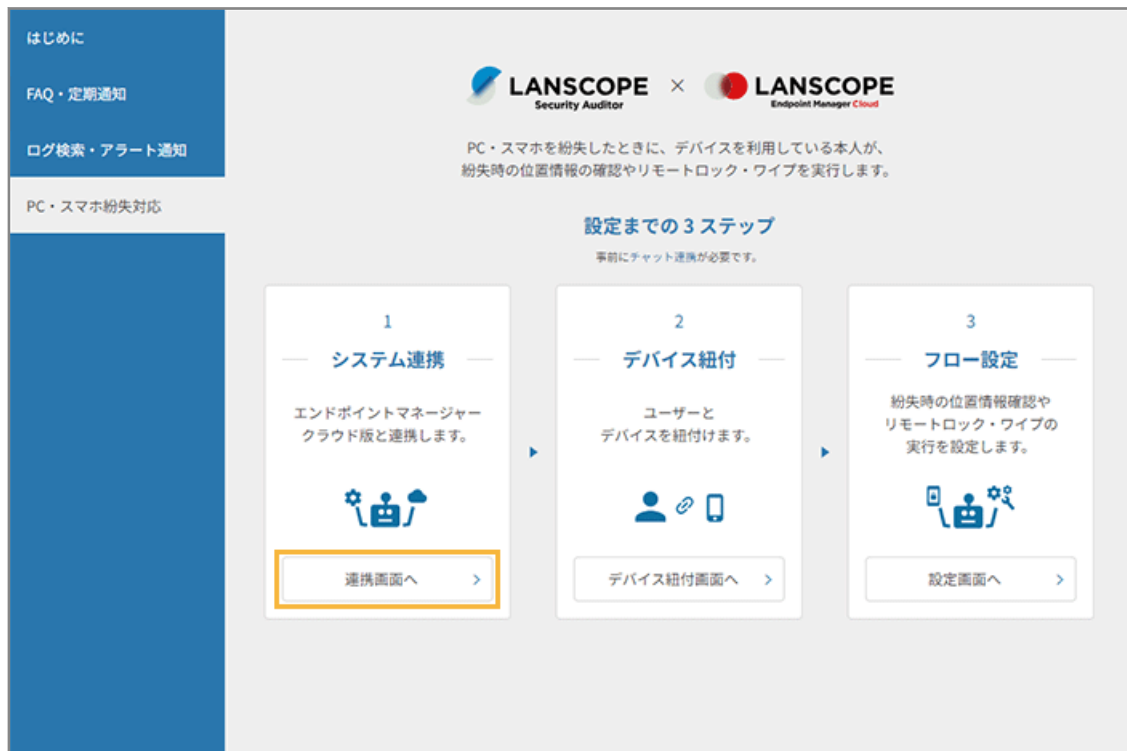 はじめに
FAQ・定期通知
ログ検索・アラート通知
PC・スマホ紛失対応
LANSCOPE
Security Auditor
×
LANSCOPE
Endpoint Manager Cloud
PC・スマホを紛失したときに、デバイスを利用している本人が、
紛失時の位置情報の確認やリモートロック・ワイプを実行します。
設定までの3ステップ
事前にチャット連携が必要です。
1
システム連携
エンドポイントマネージャー
クラウド版と連携します。
連携画面へ
2
デバイス紐付
ユーザーと
デバイスを紐付けます。
デバイス紐付画面へ
3
フロー設定
紛失時の位置情報確認や
リモートロック・ワイプの
実行を設定します。
設定画面へ